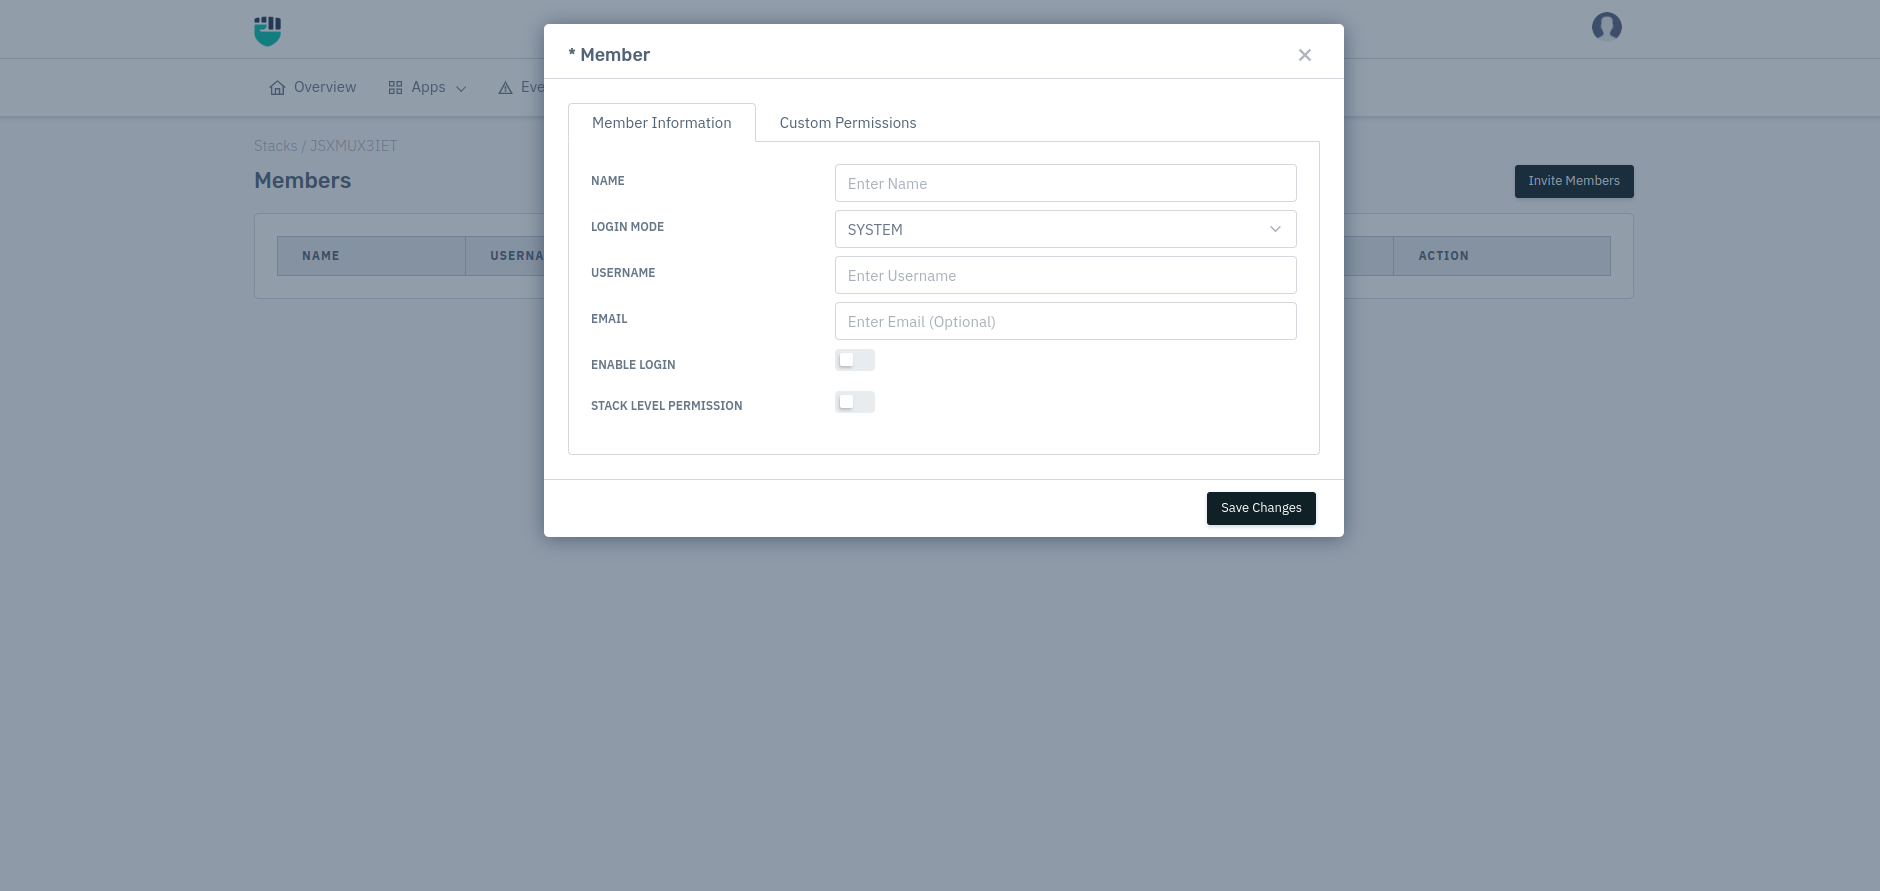 * Member
×
Overview
Apps
Eve
Member Information
Custom Permissions
Stacks / JSXMUX3IET
Members
Invite Members
NAME
Enter Name
LOGIN MODE
SYSTEM
NAME
USERNA
ACTION
USERNAME
Enter Username
EMAIL
Enter Email (Optional)
ENABLE LOGIN
STACK LEVEL PERMISSION
Save Changes